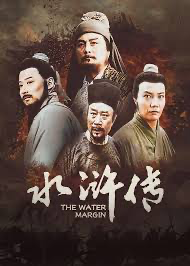 水浒传
THE WATER
MARGIN